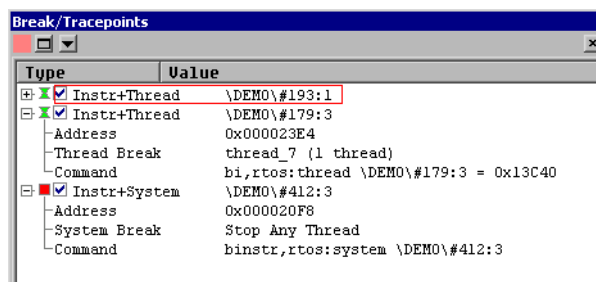 Break/Tracepoints
Type Value
Instr+Thread \DEMO\#193:1
Instr+Thread \DEMO\#179:3
Address 0x000023E4
Thread Break thread_7 (1 thread)
Command bi,rtos:thread \DEMO\#179:3 = 0x13C40
Instr+System \DEMO\#412:3
Address 0x000020F8
System Break Stop Any Thread
Command binstr,rtos:system \DEMO\#412:3